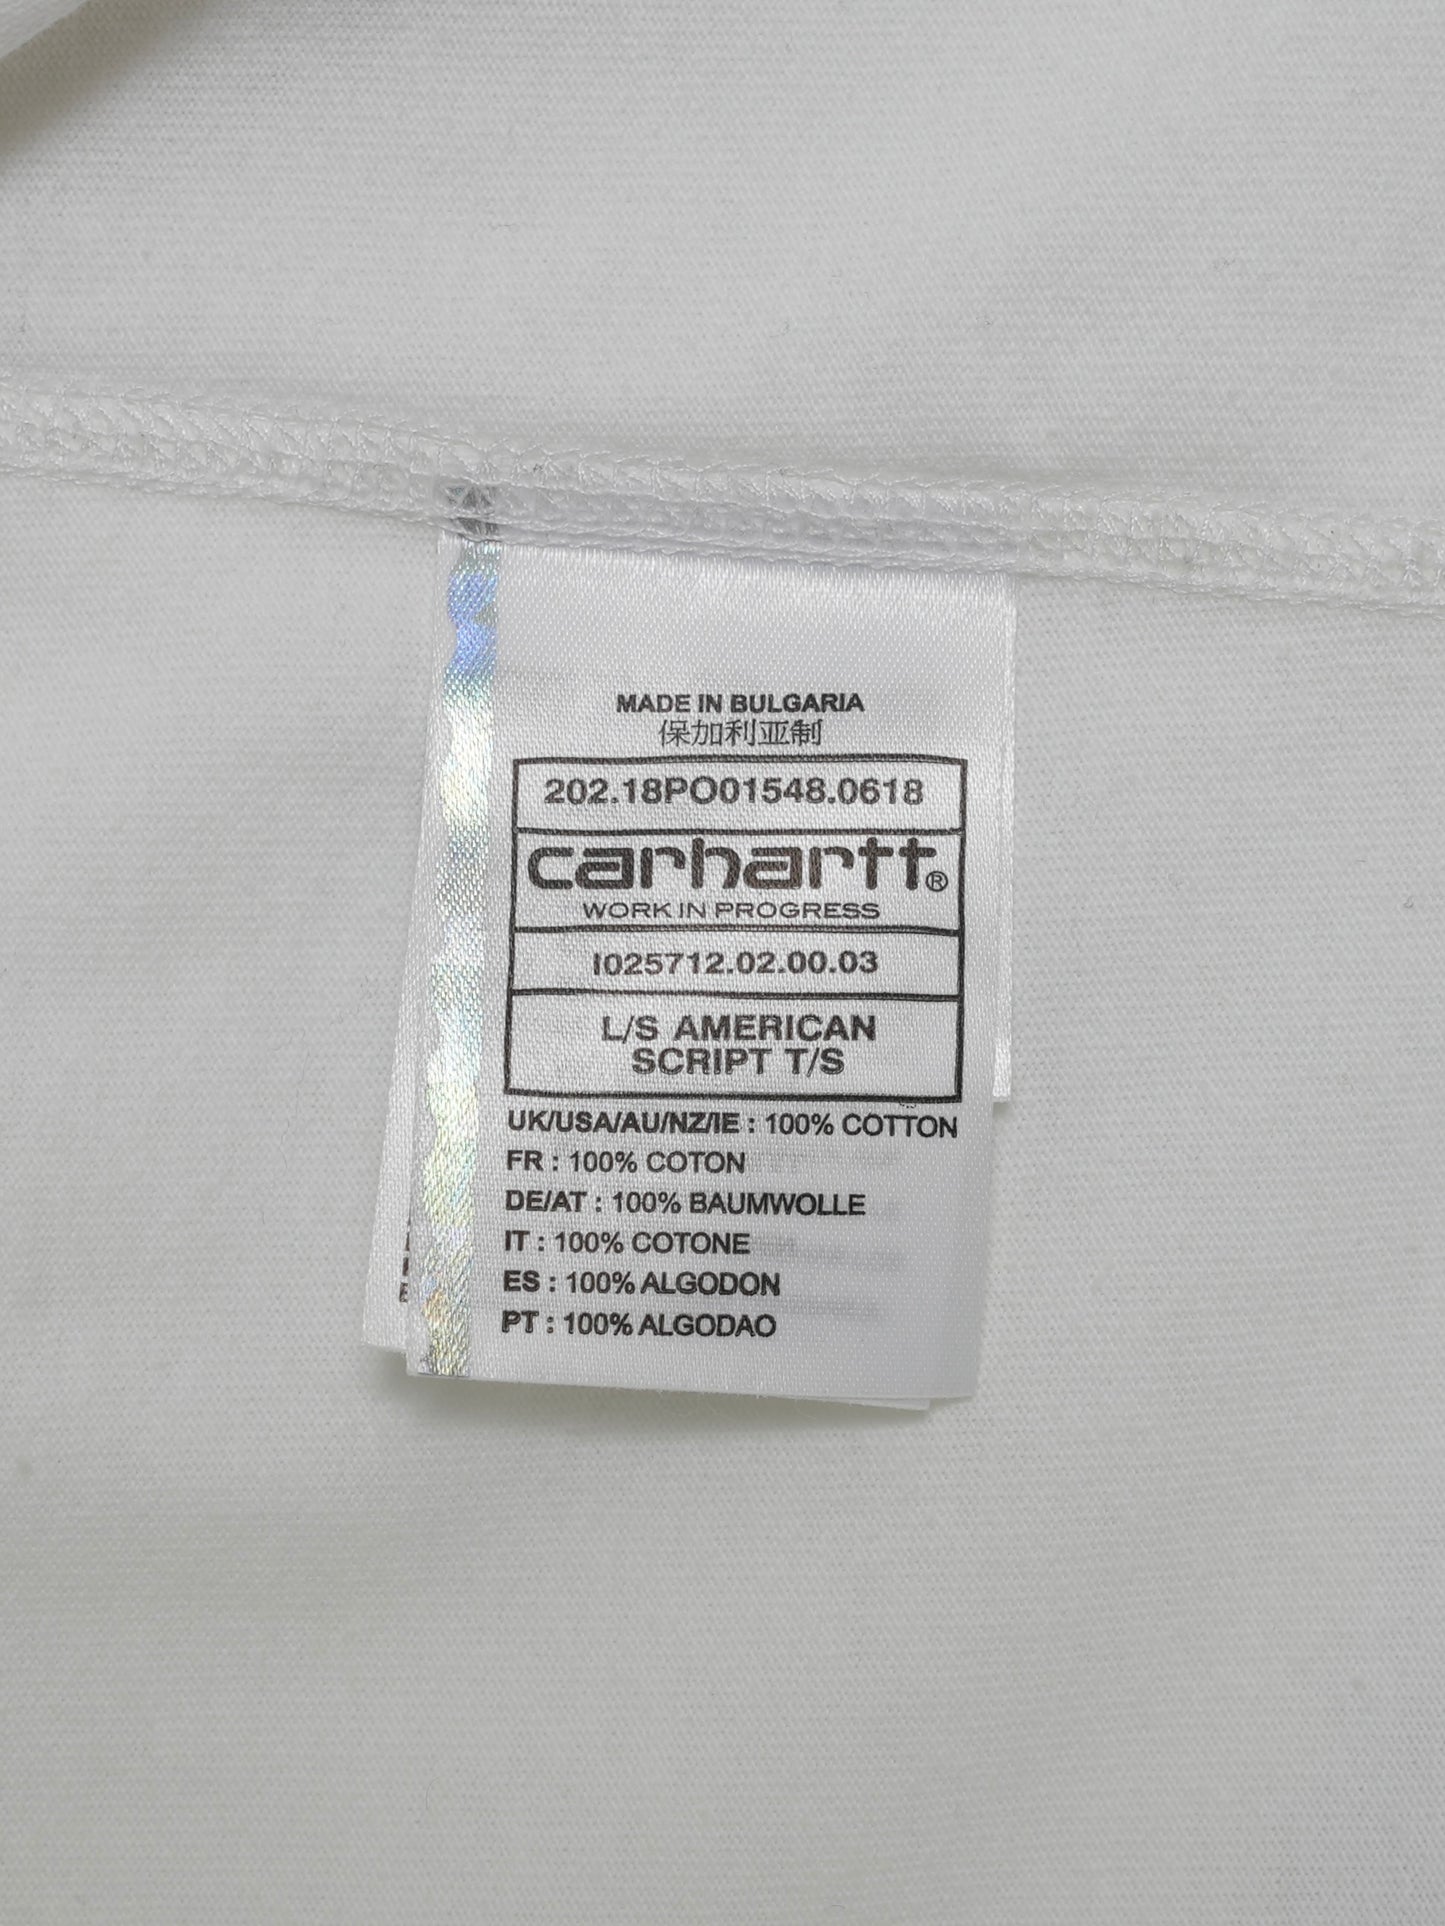 MADE IN BULGARIA
保加利亚制
202.18PO01548.0618
carhartt®
WORK IN PROGRESS
I025712.02.00.03
L/S AMERICAN
SCRIPT T/S
UK/USA/AU/NZ/IE : 100% COTTON
FR : 100% COTON
DE/AT : 100% BAUMWOLLE
IT : 100% COTONE
ES : 100% ALGODON
PT : 100% ALGODAO